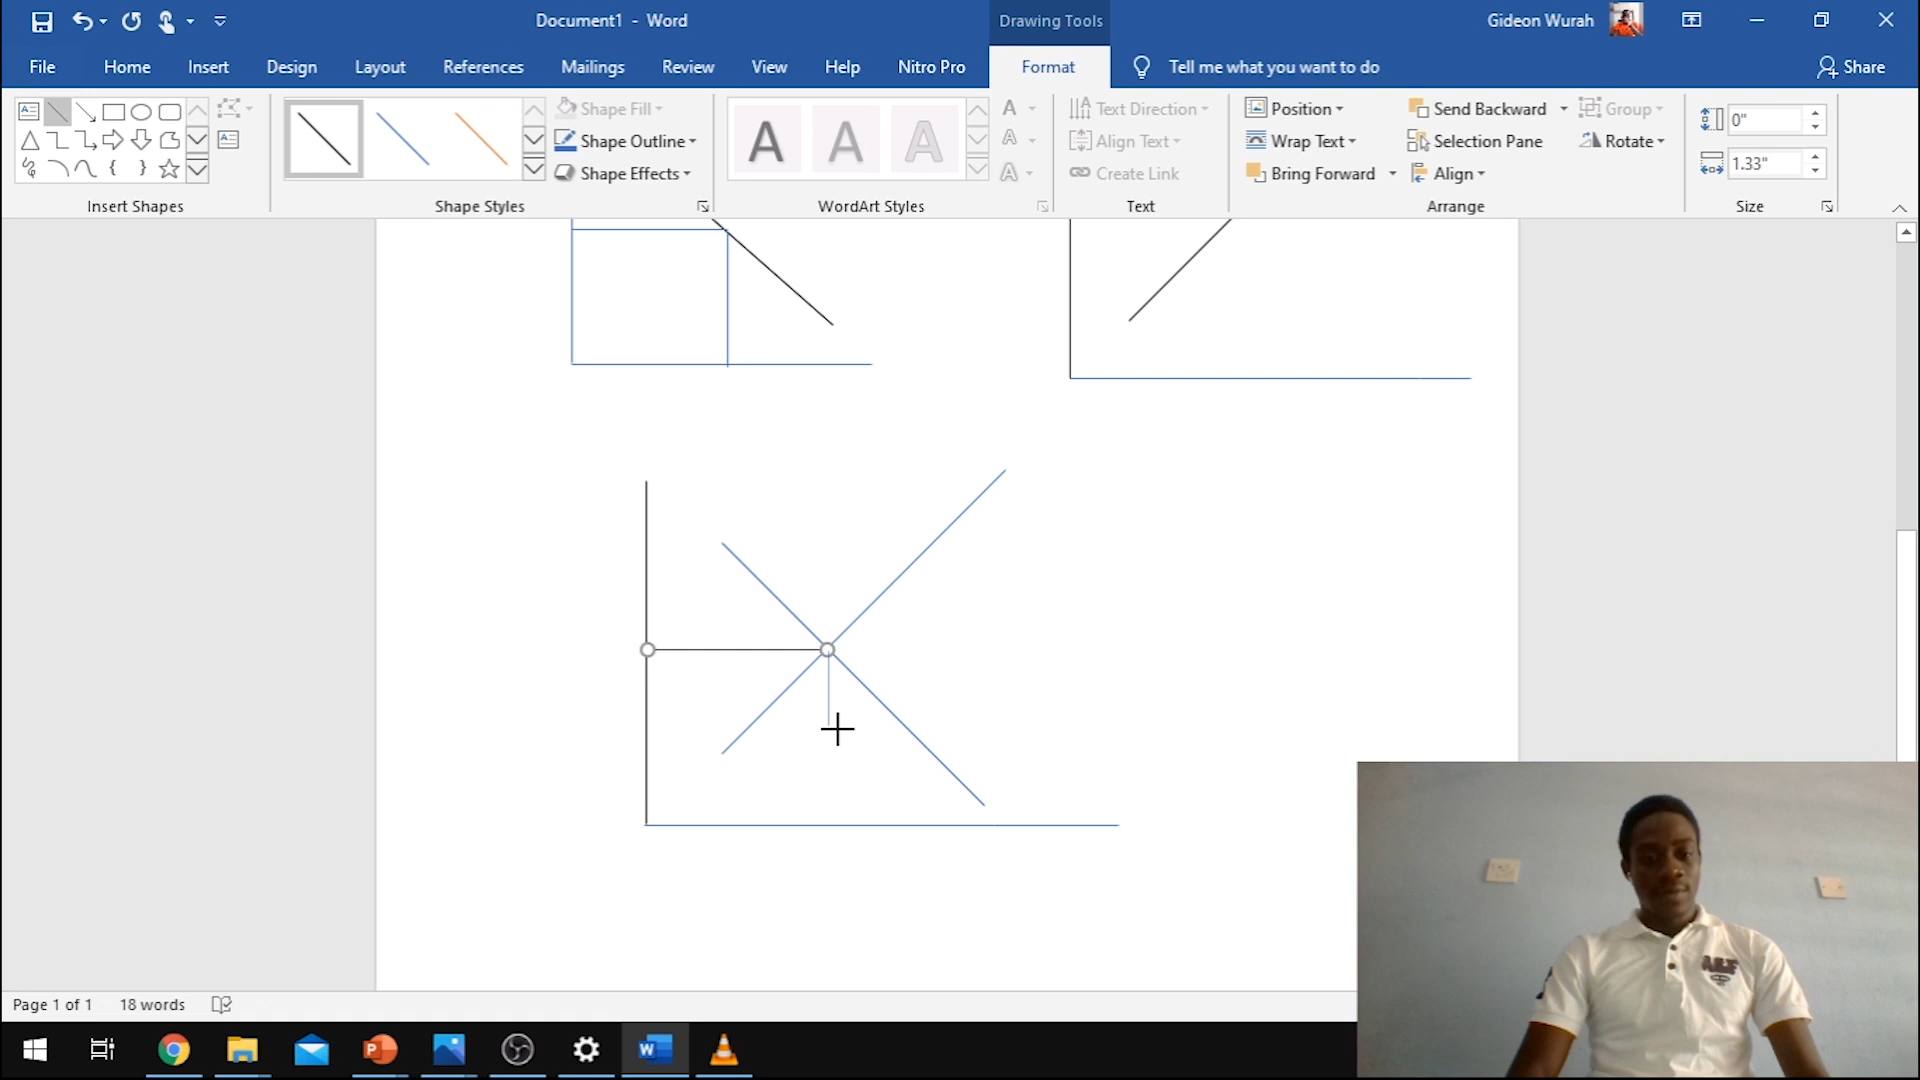 Document1 - Word
Drawing Tools
Gideon Wurah
File Home Insert Design Layout References Mailings Review View Help Nitro Pro Format Tell me what you want to do Share
Shape Fill
Shape Outline
Shape Effects
A A A
A
A
A
Text Direction
Align Text
Create Link
Position
Wrap Text
Bring Forward
Send Backward
Selection Pane
Align
Group
Rotate
0"
1.33"
Insert Shapes Shape Styles WordArt Styles Text Arrange Size
Page 1 of 1 18 words